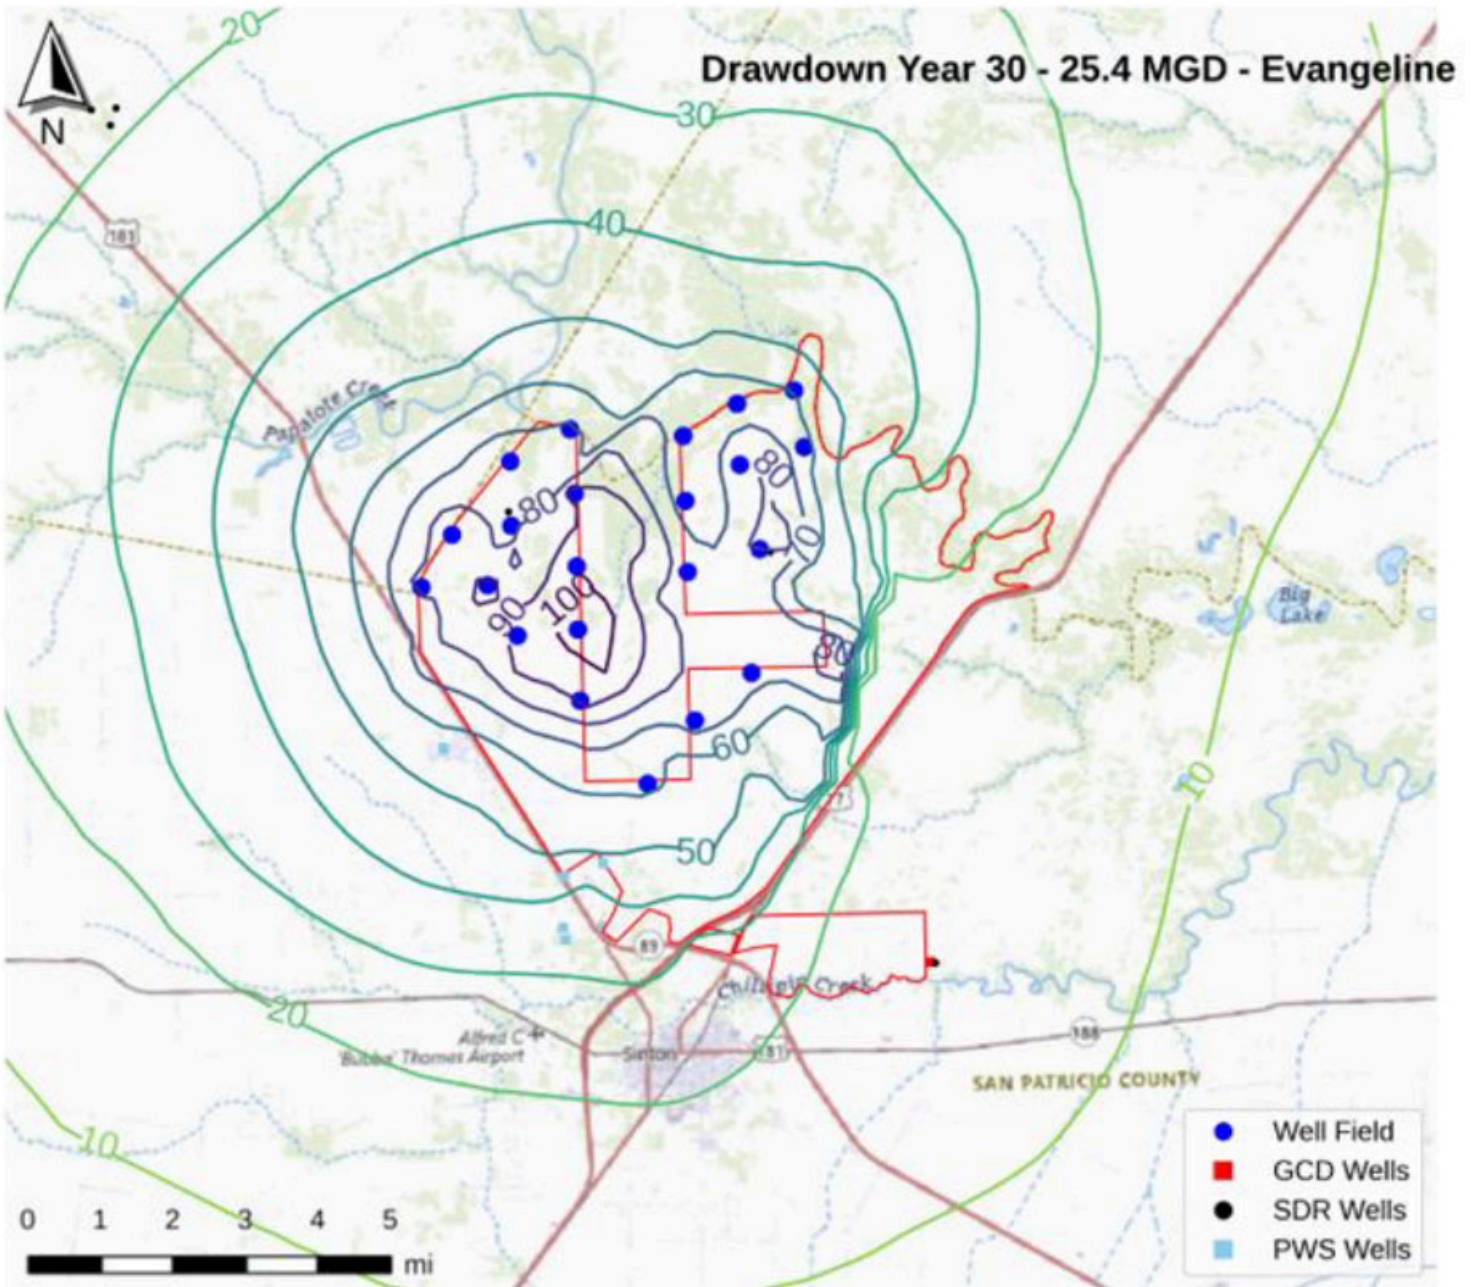 20
Drawdown Year 30 - 25.4 MGD - Evangeline
30
N
40
181
Papalote Creek
80
80
70
90
100
80
Big
Lake
60
10
50
89
Chiltipin Creek
20
188
Alfred C
'Bubba' Thomas Airport
Sinton
181
SAN PATRICIO COUNTY
10
Well Field
GCD Wells
SDR Wells
PWS Wells
0 1 2 3 4 5
mi